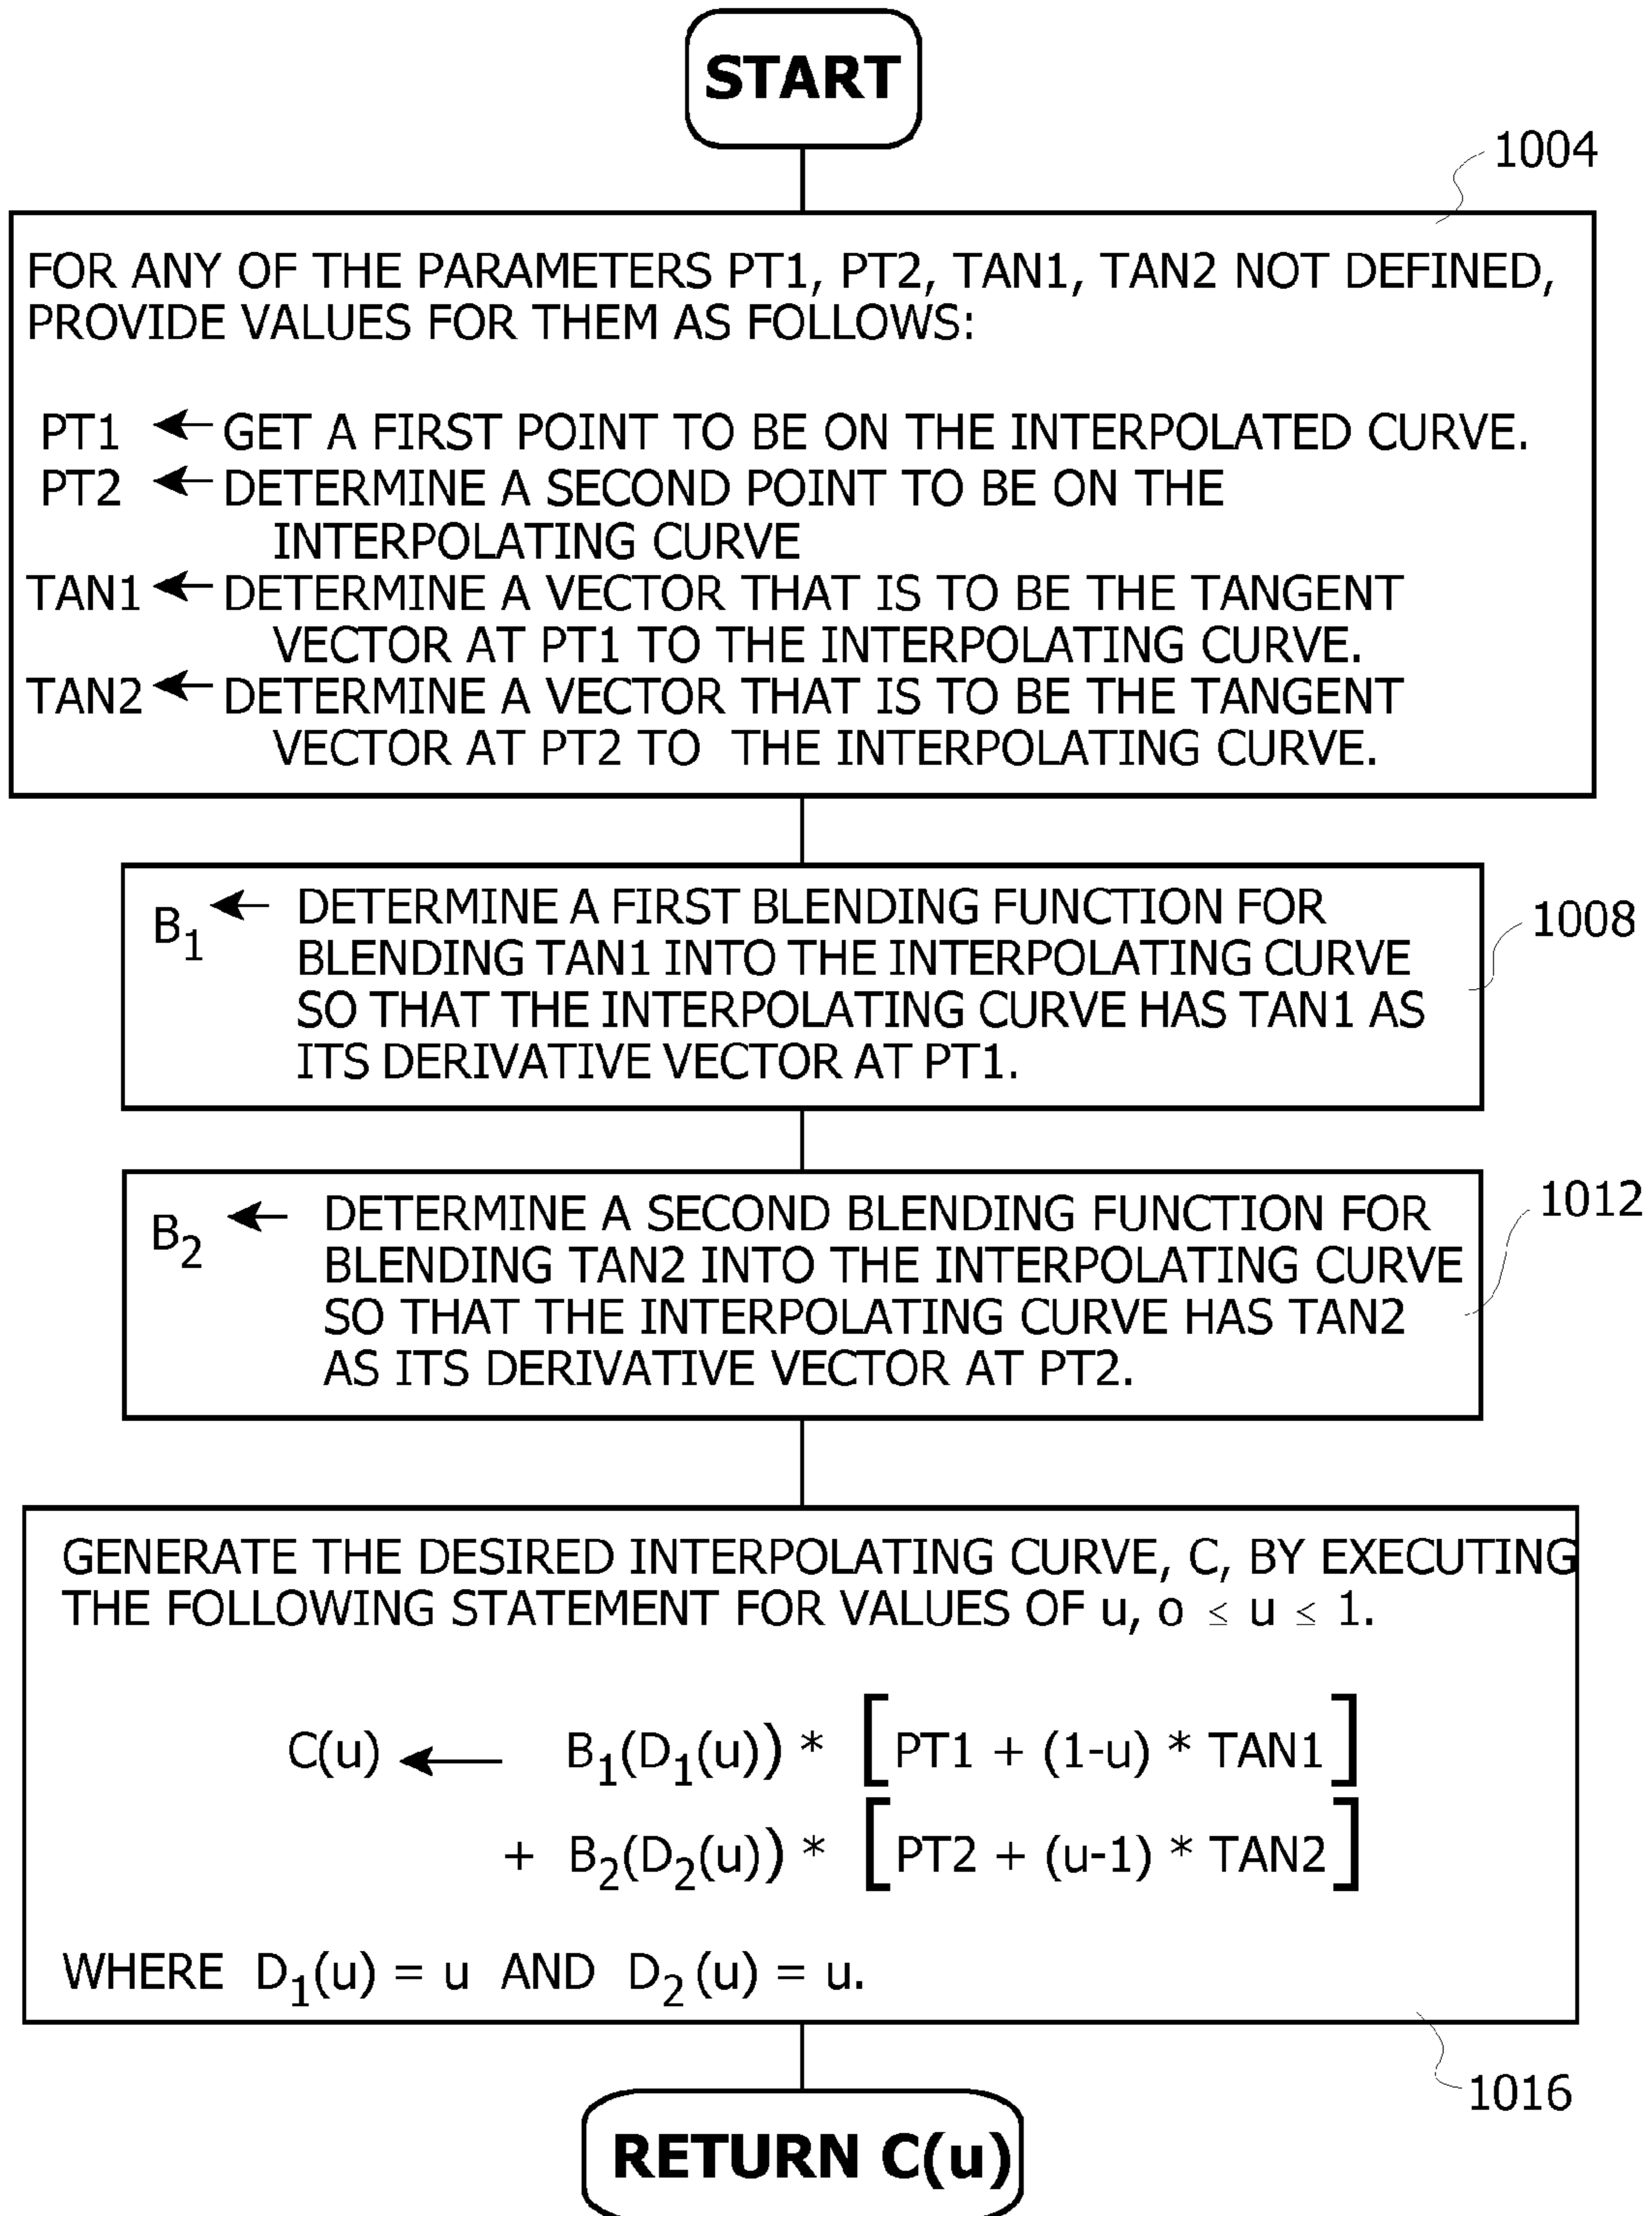 START
1004
FOR ANY OF THE PARAMETERS PT1, PT2, TAN1, TAN2 NOT DEFINED,
PROVIDE VALUES FOR THEM AS FOLLOWS:
PT1 ← GET A FIRST POINT TO BE ON THE INTERPOLATED CURVE.
PT2 ← DETERMINE A SECOND POINT TO BE ON THE
INTERPOLATING CURVE
TAN1 ← DETERMINE A VECTOR THAT IS TO BE THE TANGENT
VECTOR AT PT1 TO THE INTERPOLATING CURVE.
TAN2 ← DETERMINE A VECTOR THAT IS TO BE THE TANGENT
VECTOR AT PT2 TO THE INTERPOLATING CURVE.
B₁ ← DETERMINE A FIRST BLENDING FUNCTION FOR
BLENDING TAN1 INTO THE INTERPOLATING CURVE
SO THAT THE INTERPOLATING CURVE HAS TAN1 AS
ITS DERIVATIVE VECTOR AT PT1.
1008
B₂ ← DETERMINE A SECOND BLENDING FUNCTION FOR
BLENDING TAN2 INTO THE INTERPOLATING CURVE
SO THAT THE INTERPOLATING CURVE HAS TAN2
AS ITS DERIVATIVE VECTOR AT PT2.
1012
GENERATE THE DESIRED INTERPOLATING CURVE, C, BY EXECUTING
THE FOLLOWING STATEMENT FOR VALUES OF u, o ≤ u ≤ 1.
C(u) ← B₁(D₁(u)) * [PT1 + (1-u) * TAN1]
+ B₂(D₂(u)) * [PT2 + (u-1) * TAN2]
WHERE D₁(u) = u AND D₂(u) = u.
1016
RETURN C(u)